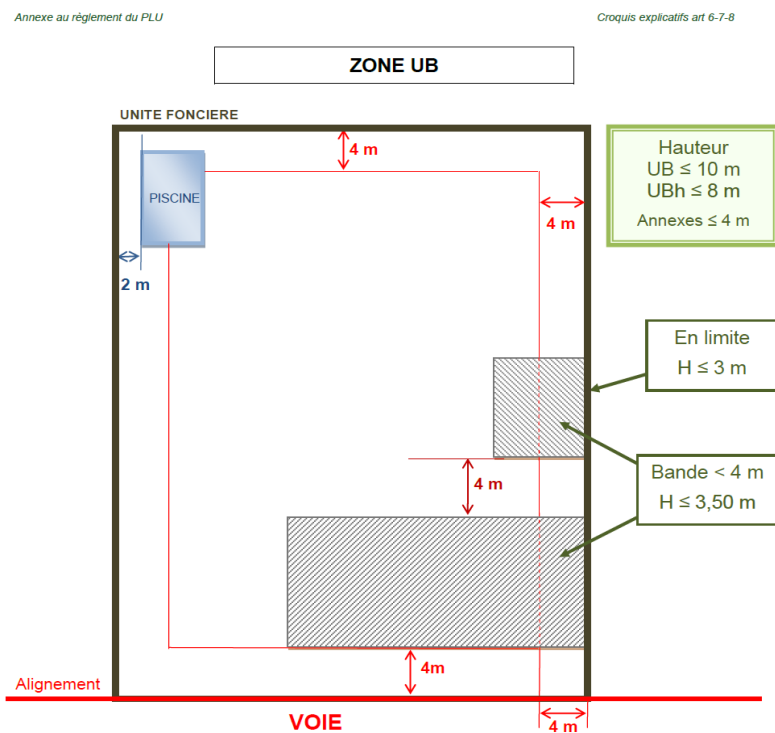 Annexe au règlement du PLU
Croquis explicatifs art 6-7-8
ZONE UB
UNITE FONCIERE
4 m
Hauteur
UB ≤ 10 m
UBh ≤ 8 m
Annexes ≤ 4 m
PISCINE
4 m
2 m
En limite
H ≤ 3 m
Bande < 4 m
H ≤ 3,50 m
4 m
4m
Alignement
VOIE
4 m